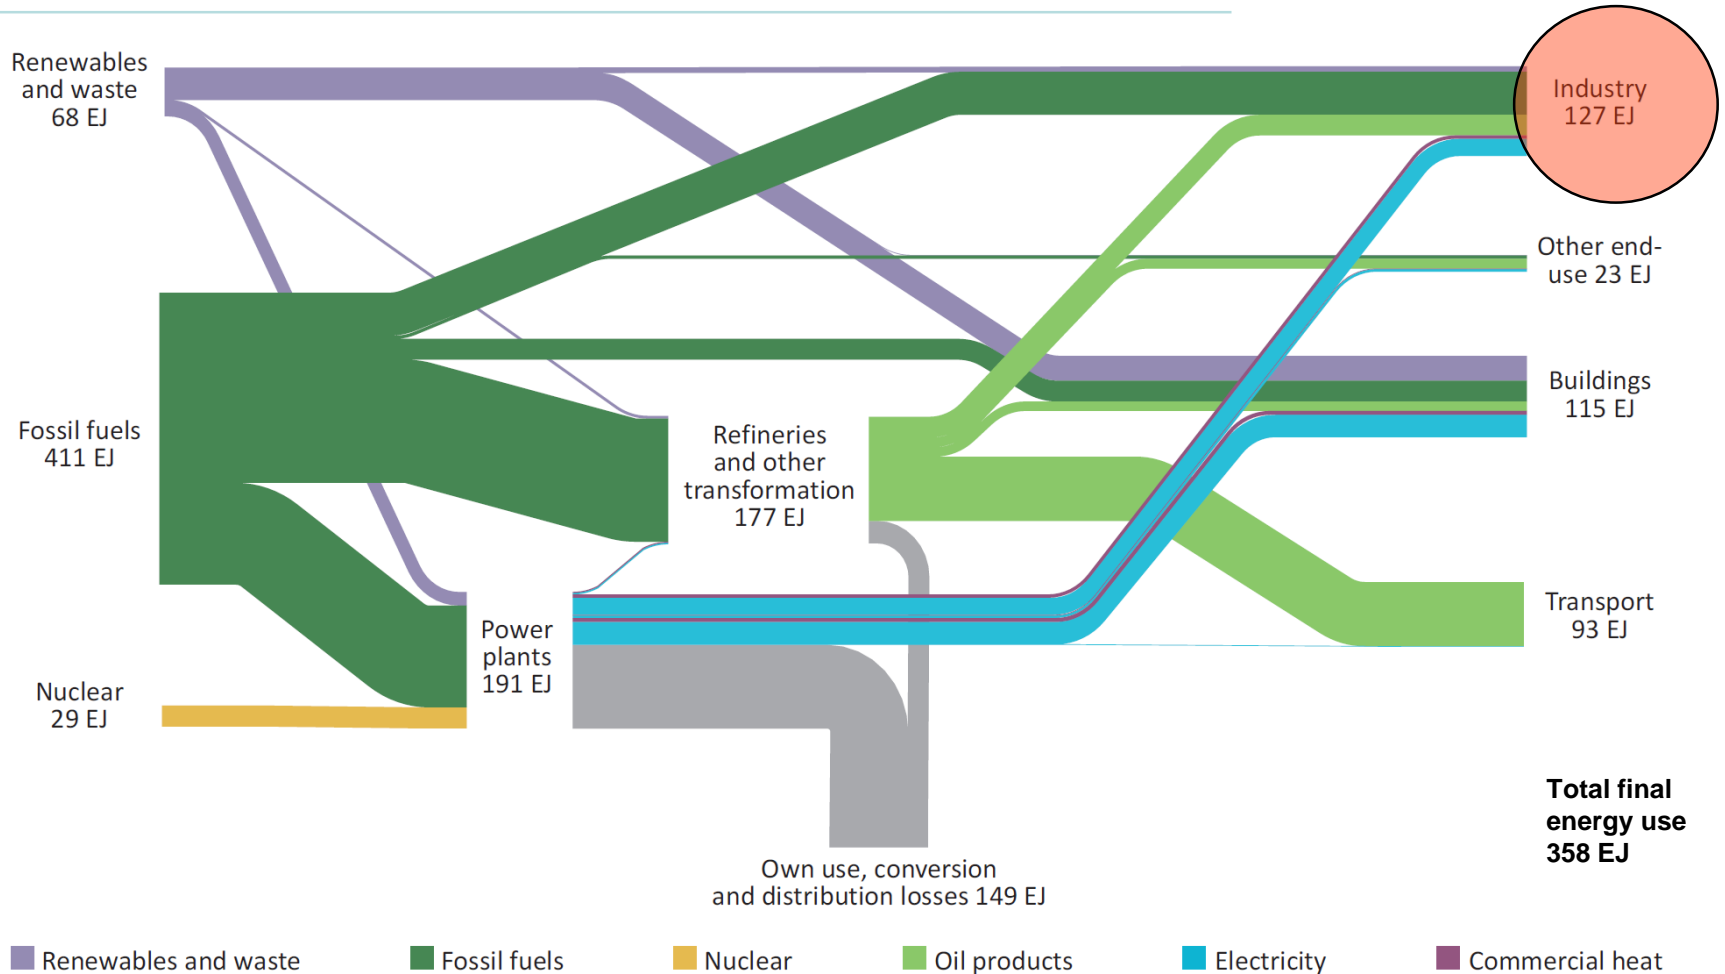 Renewables
and waste
68 EJ
Industry
127 EJ
Other end-
use 23 EJ
Buildings
115 EJ
Fossil fuels
411 EJ
Refineries
and other
transformation
177 EJ
Transport
93 EJ
Power
plants
191 EJ
Nuclear
29 EJ
Total final
energy use
358 EJ
Own use, conversion
and distribution losses 149 EJ
Renewables and waste
Fossil fuels
Nuclear
Oil products
Electricity
Commercial heat